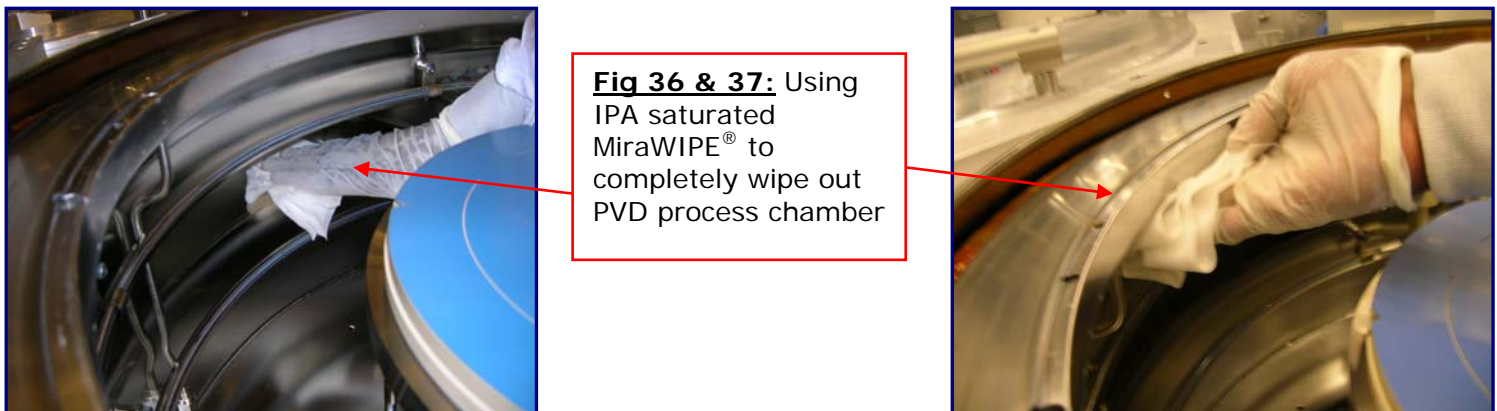 Fig 36 & 37: Using
IPA saturated
MiraWIPE® to
completely wipe out
PVD process chamber